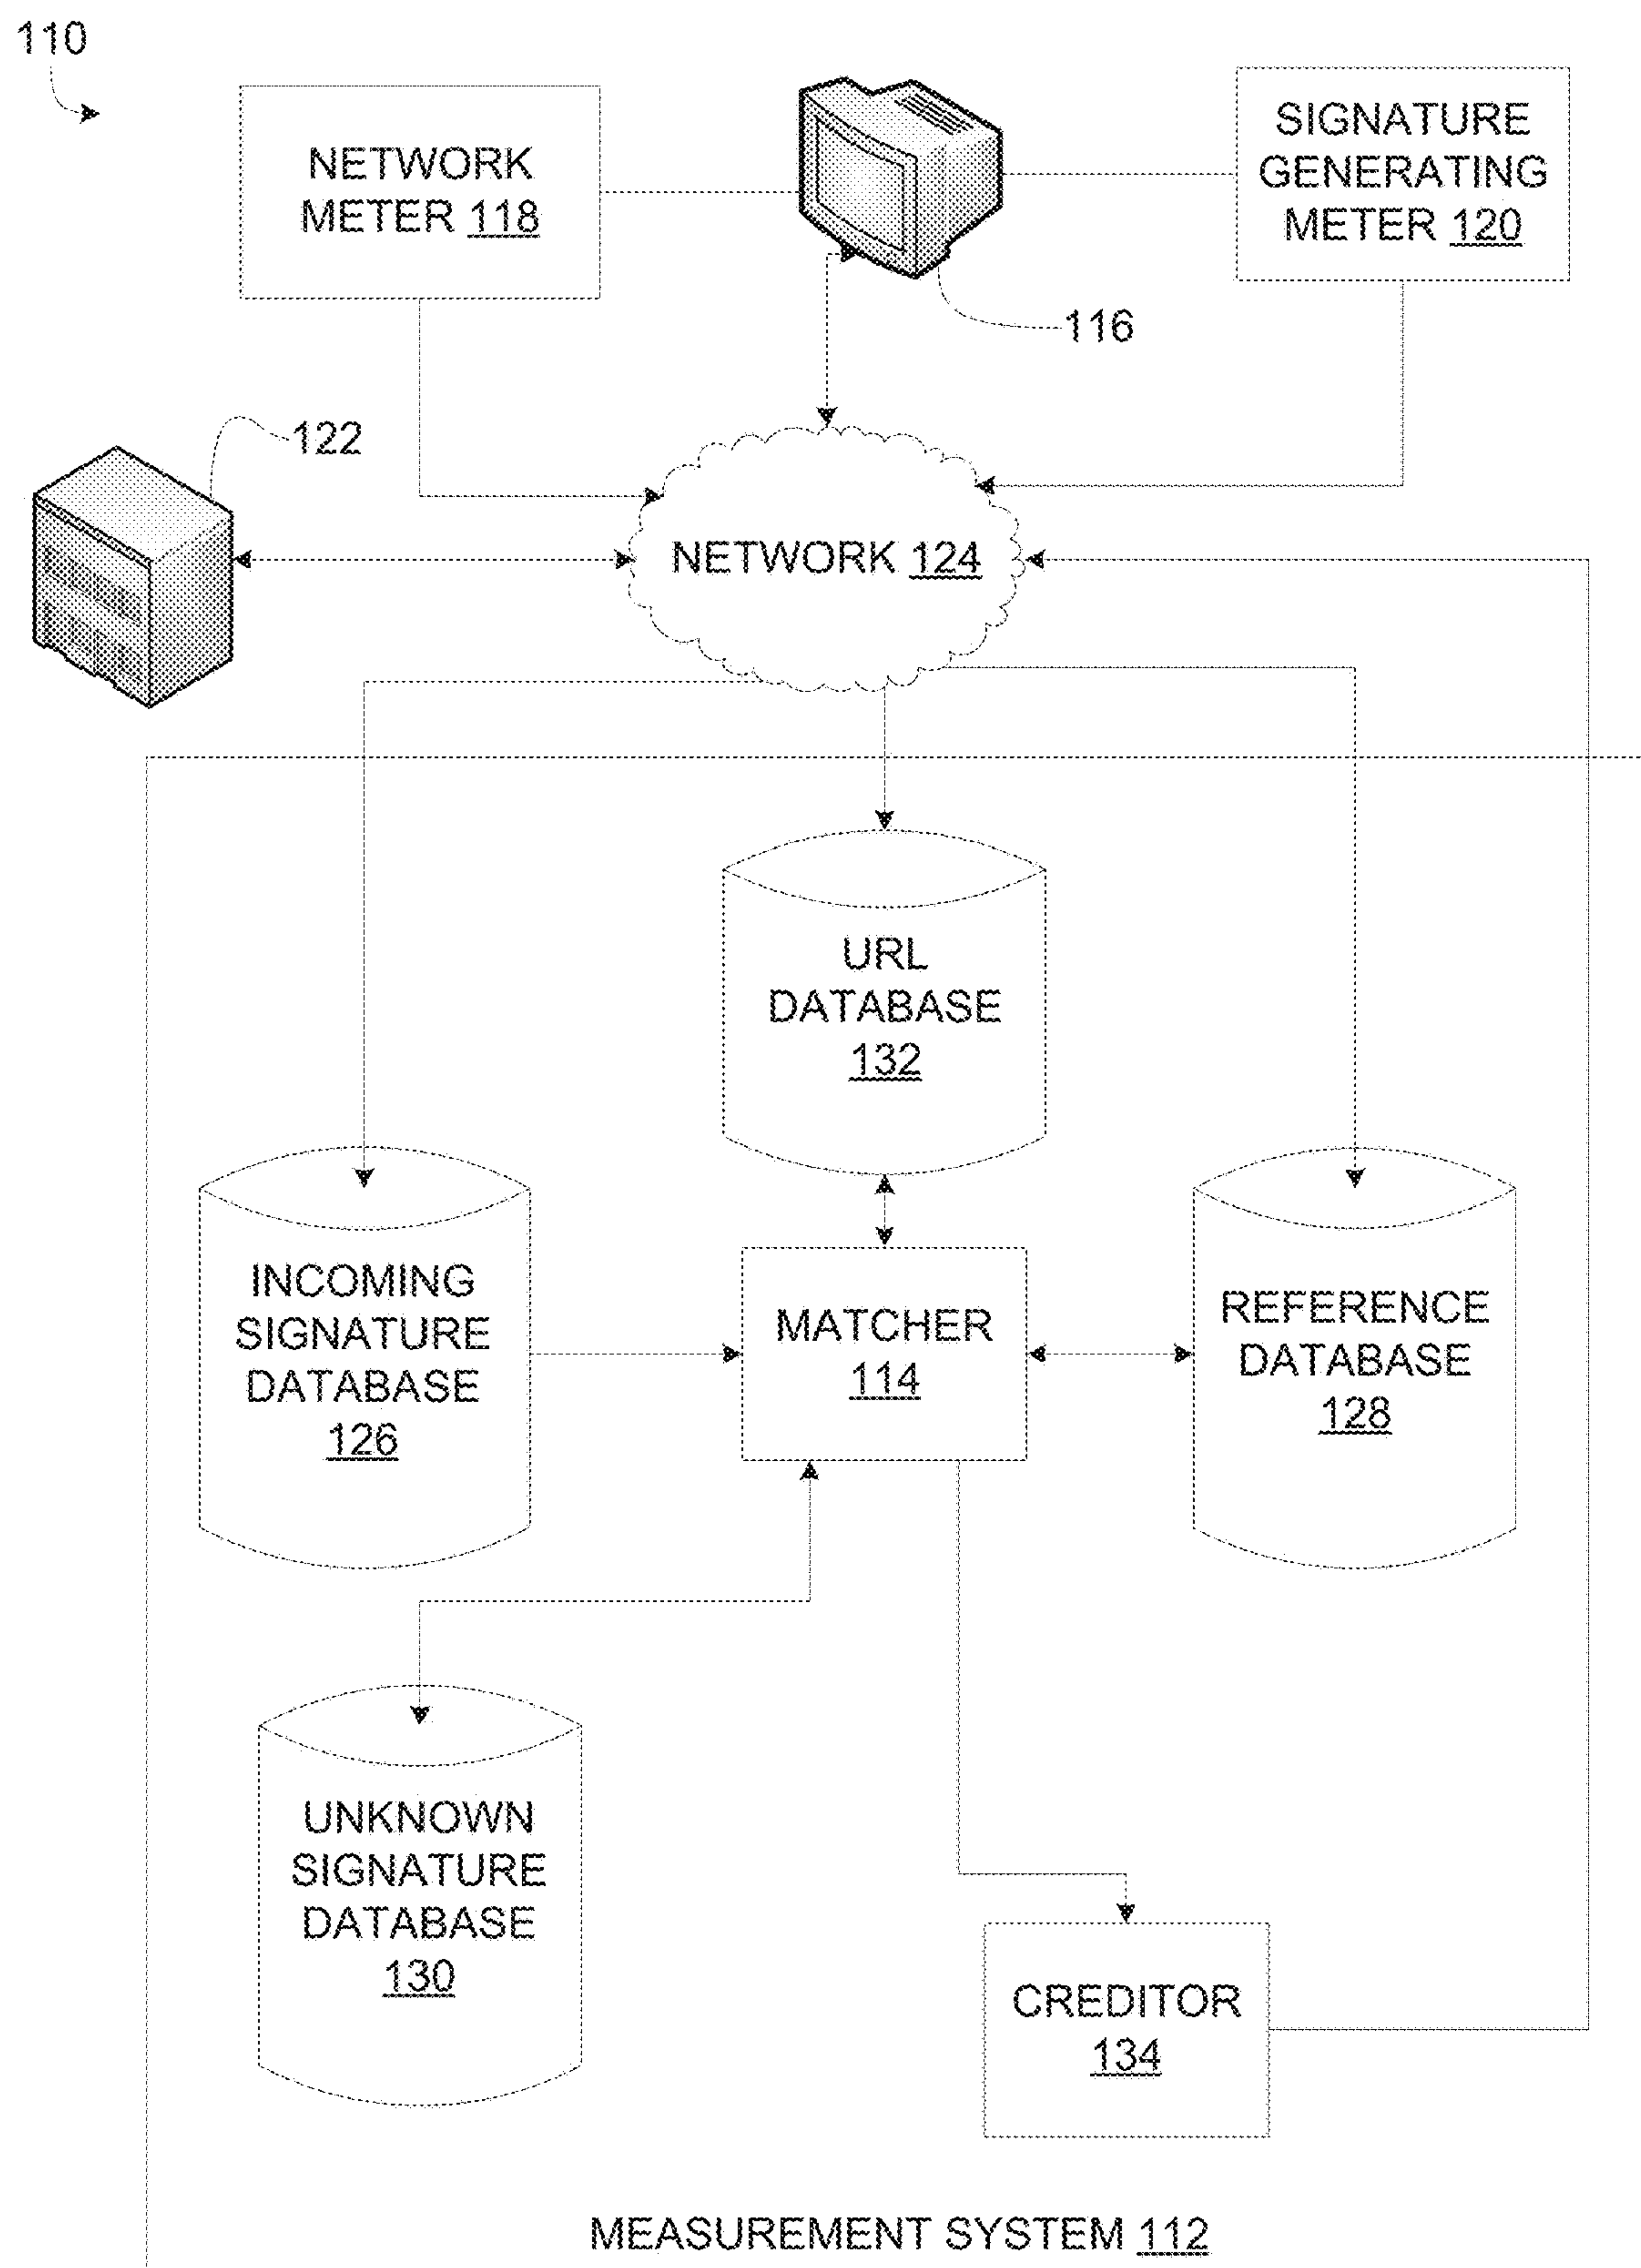 110
NETWORK
METER 118
SIGNATURE
GENERATING
METER 120
116
122
NETWORK 124
URL
DATABASE
132
INCOMING
SIGNATURE
DATABASE
126
MATCHER
114
REFERENCE
DATABASE
128
UNKNOWN
SIGNATURE
DATABASE
130
CREDITOR
134
MEASUREMENT SYSTEM 112